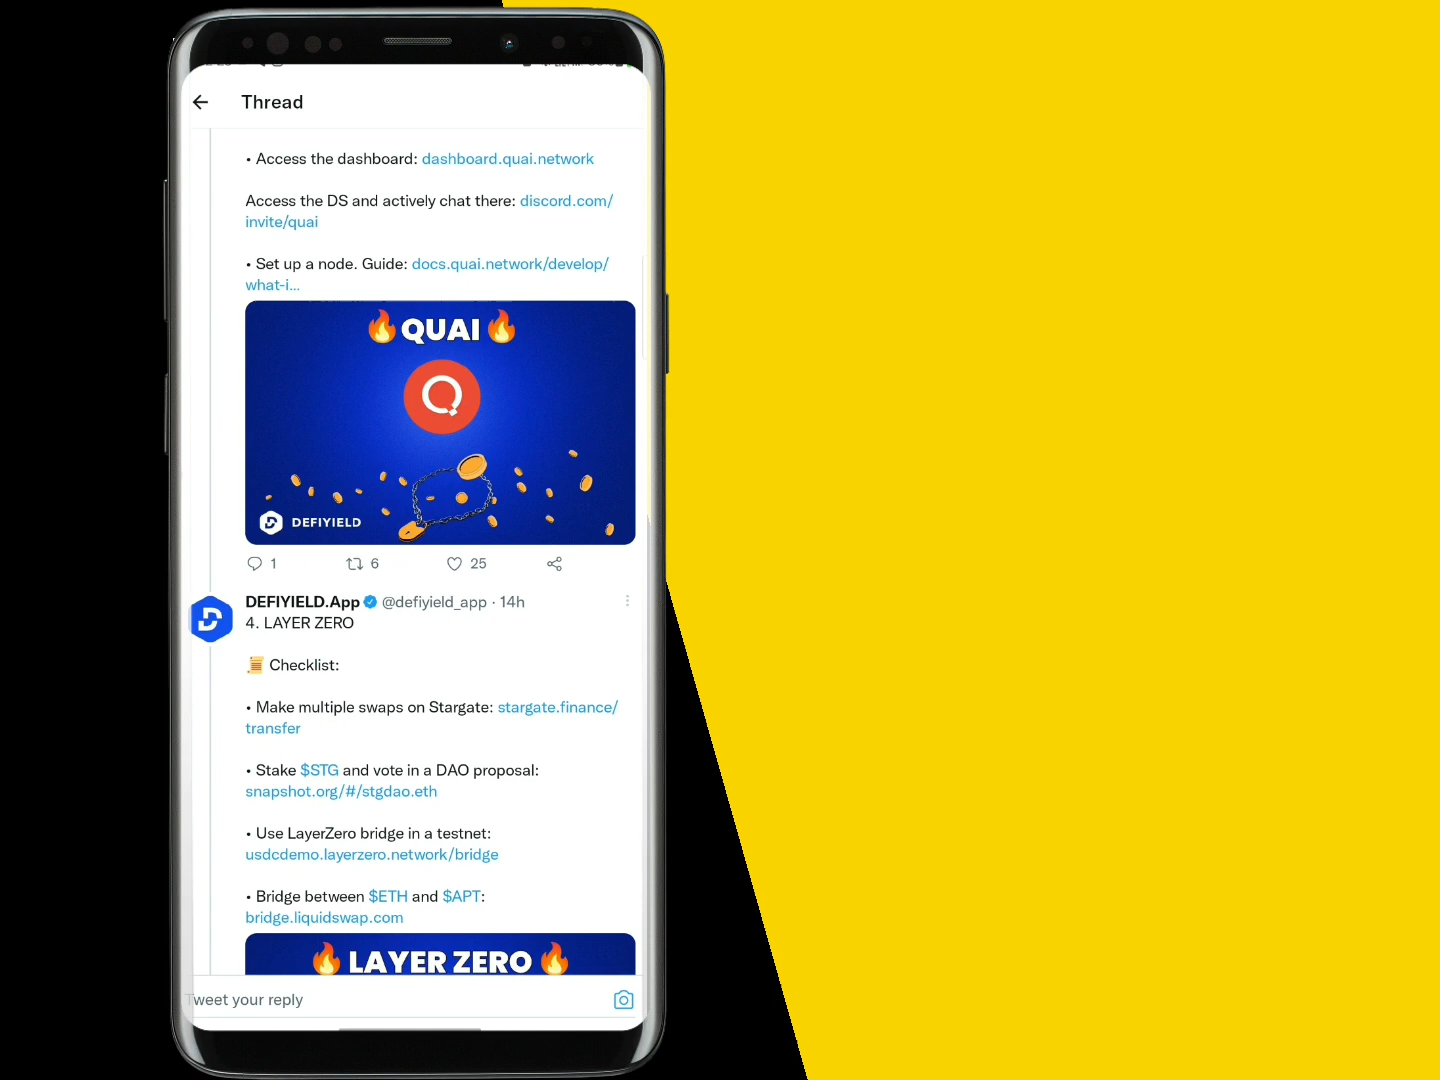 Thread
• Access the dashboard: dashboard.quai.network
Access the DS and actively chat there: discord.com/
invite/quai
• Set up a node. Guide: docs.quai.network/develop/
what-i...
QUAI
DEFIYIELD
1 6 25
DEFIYIELD.App @defiyield_app · 14h
4. LAYER ZERO
Checklist:
• Make multiple swaps on Stargate: stargate.finance/
transfer
• Stake $STG and vote in a DAO proposal:
snapshot.org/#/stgdao.eth
• Use LayerZero bridge in a testnet:
usdcdemo.layerzero.network/bridge
• Bridge between $ETH and $APT:
bridge.liquidswap.com
LAYER ZERO
Tweet your reply